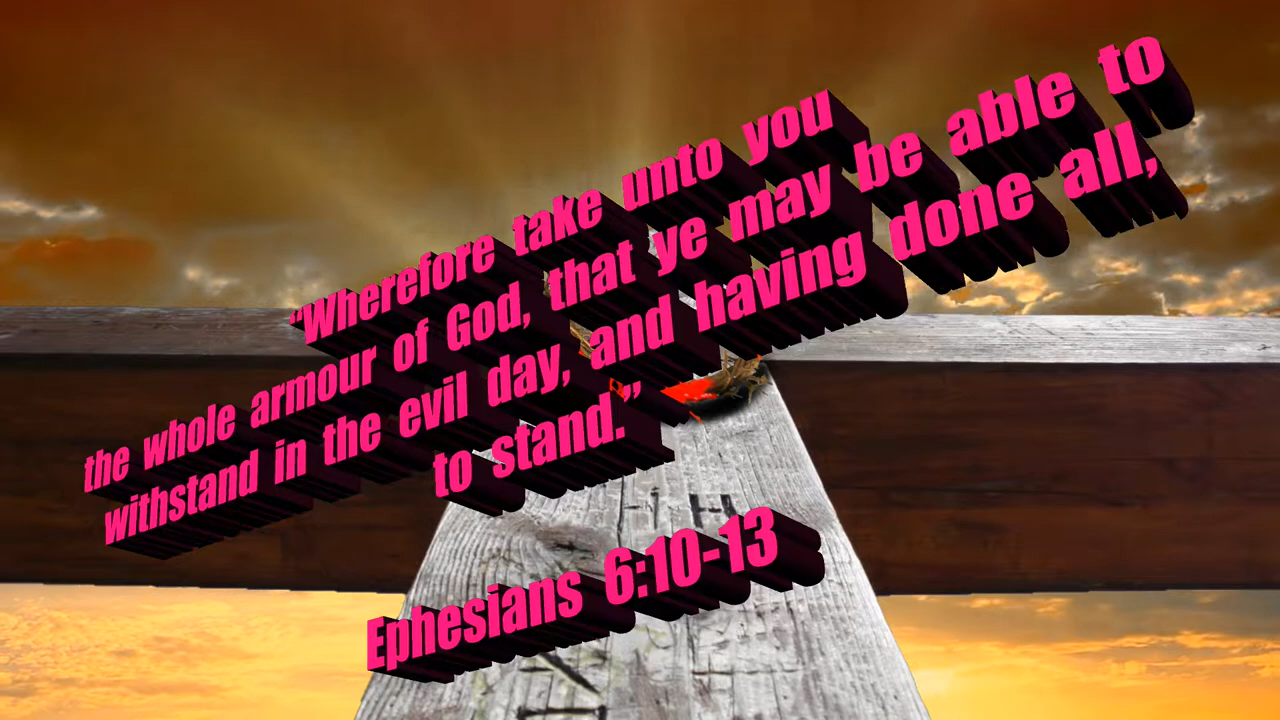 “Wherefore take unto you
the whole armour of God, that ye may be able to
withstand in the evil day, and having done all,
to stand.”
Ephesians 6:10-13